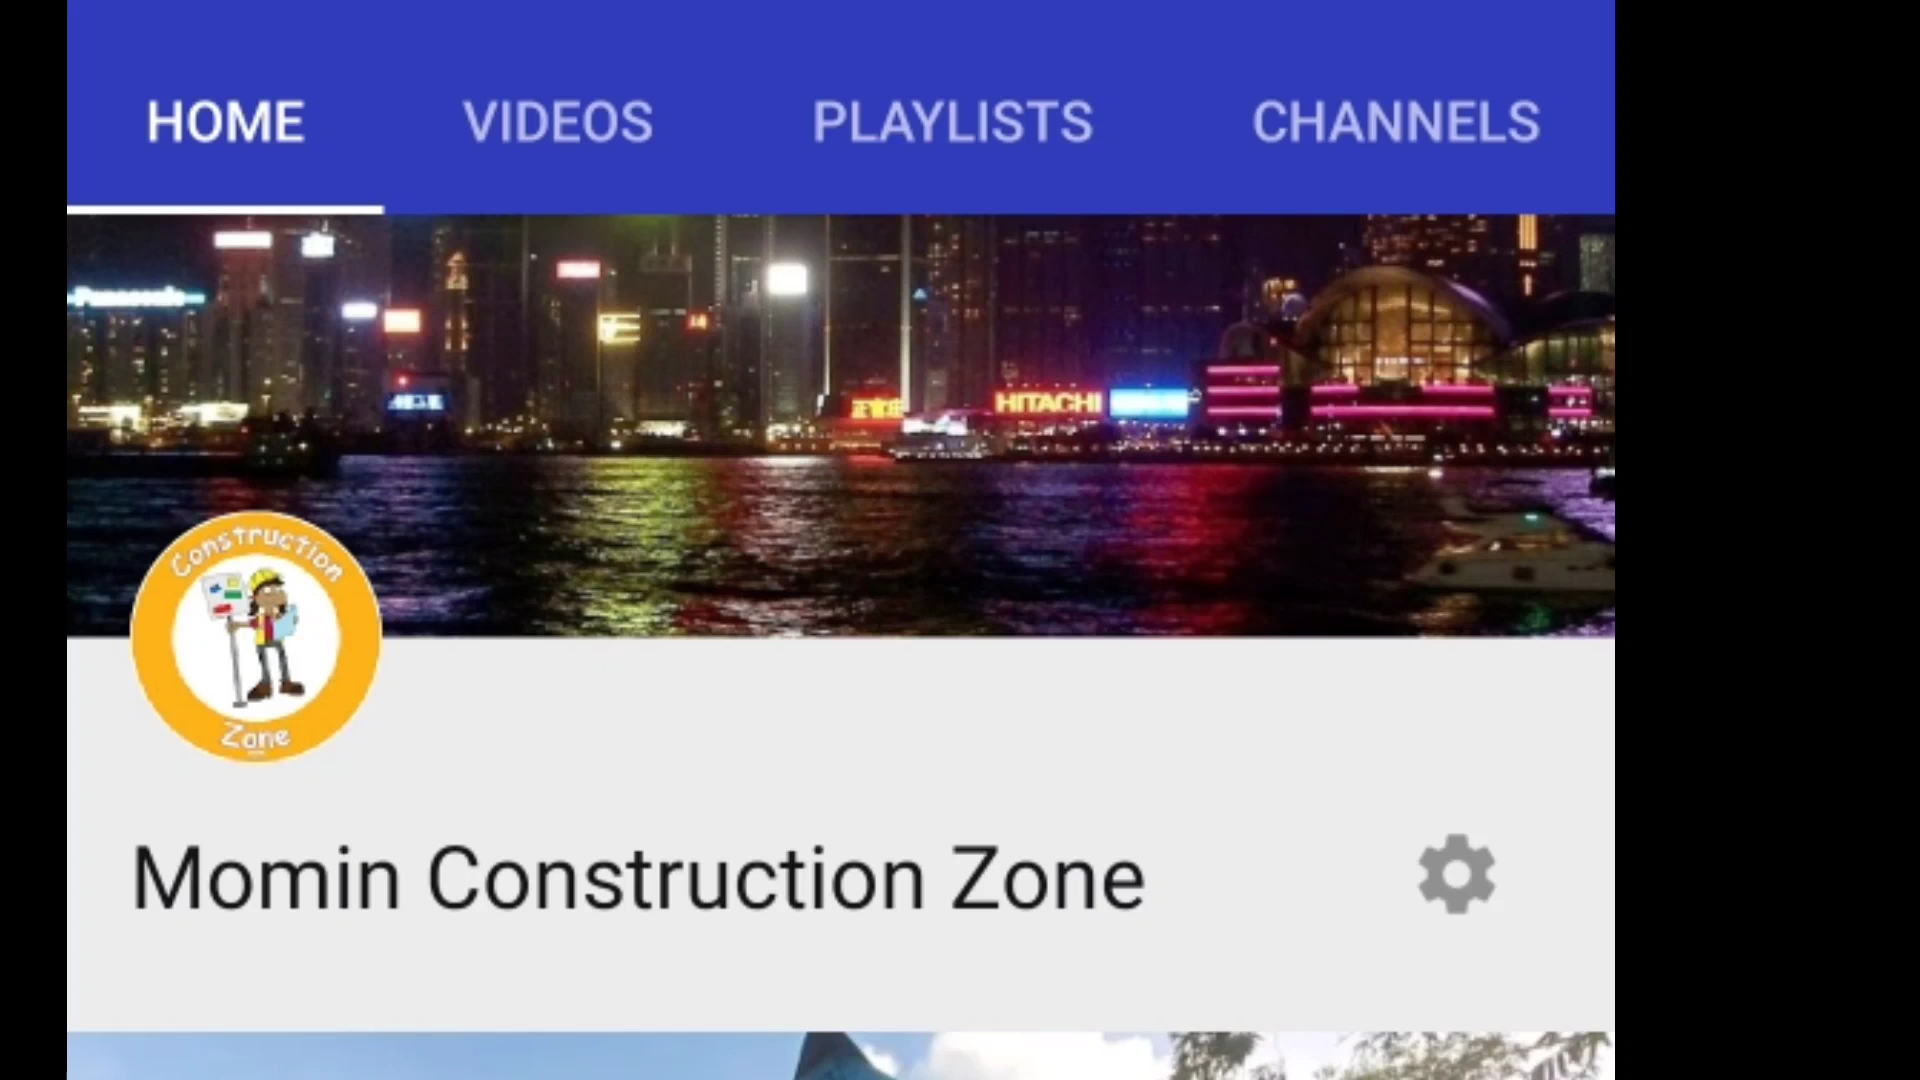 HOME VIDEOS PLAYLISTS CHANNELS
Panasonic
HITACHI
Construction
Zone
Momin Construction Zone